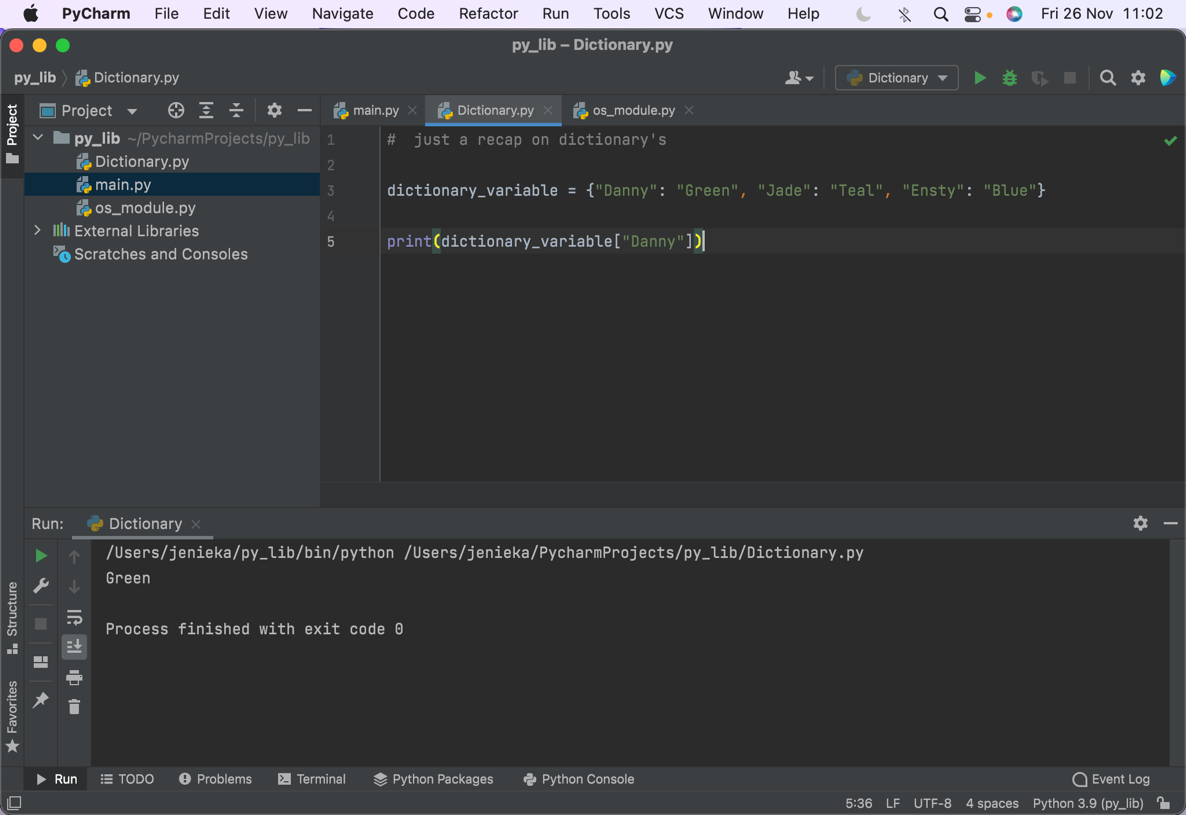 PyCharm File Edit View Navigate Code Refactor Run Tools VCS Window Help Fri 26 Nov 11:02
py_lib – Dictionary.py
py_lib Dictionary.py Dictionary
Project main.py Dictionary.py os_module.py
Project
py_lib ~/PycharmProjects/py_lib
Dictionary.py
main.py
os_module.py
External Libraries
Scratches and Consoles
1 # just a recap on dictionary's
2
3 dictionary_variable = {"Danny": "Green", "Jade": "Teal", "Ensty": "Blue"}
4
5 print(dictionary_variable["Danny"])
Run: Dictionary
/Users/jenieka/py_lib/bin/python /Users/jenieka/PycharmProjects/py_lib/Dictionary.py
Green
Process finished with exit code 0
Structure
Favorites
Run TODO Problems Terminal Python Packages Python Console Event Log
5:36 LF UTF-8 4 spaces Python 3.9 (py_lib)